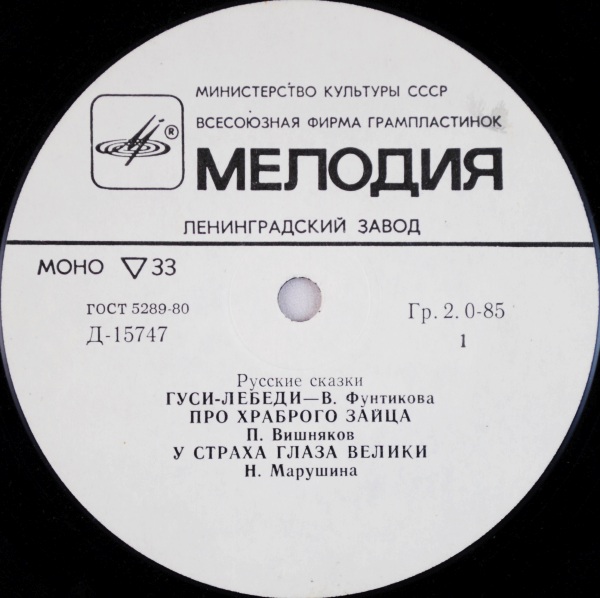 МИНИСТЕРСТВО КУЛЬТУРЫ СССР
ВСЕСОЮЗНАЯ ФИРМА ГРАМПЛАСТИНОК
®
МЕЛОДИЯ
ЛЕНИНГРАДСКИЙ ЗАВОД
МОНО ▽33
ГОСТ 5289-80
Гр. 2. 0-85
Д-15747
1
Русские сказки
ГУСИ-ЛЕБЕДИ—В. Фунтикова
ПРО ХРАБРОГО ЗАЙЦА
П. Вишняков
У СТРАХА ГЛАЗА ВЕЛИКИ
Н. Марушина